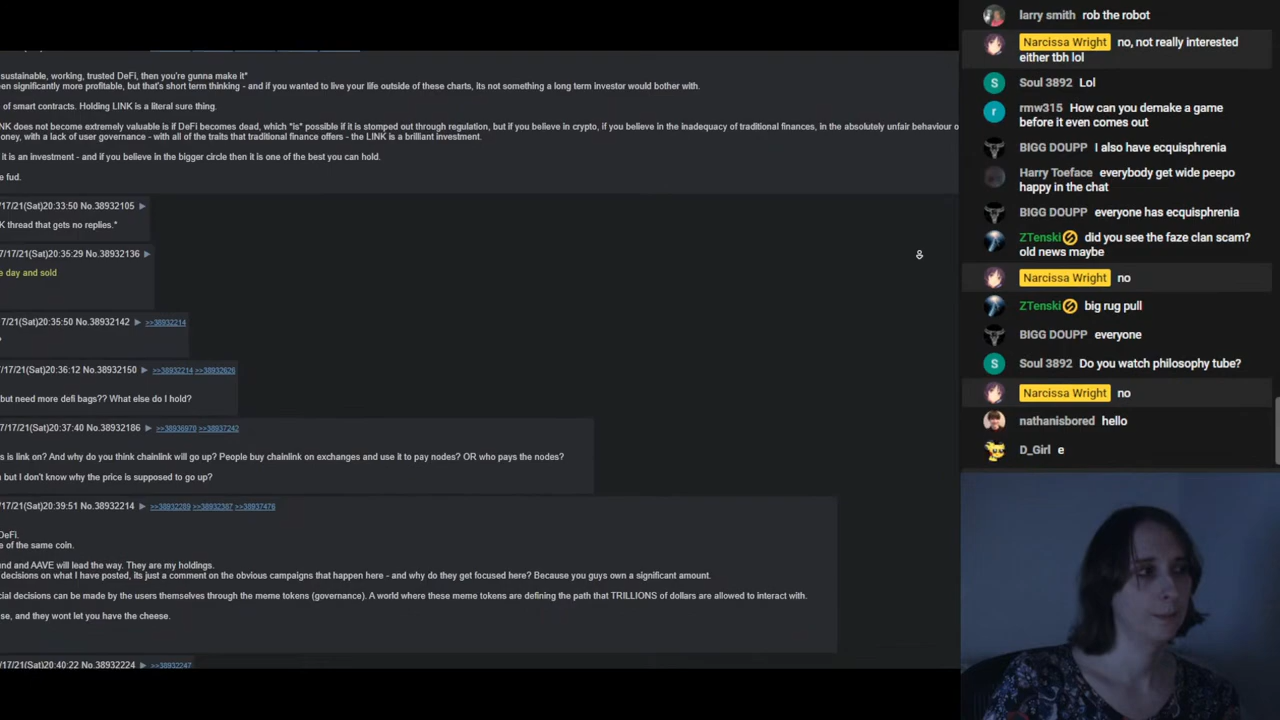 sustainable, working, trusted DeFi, then you're gunna make it*
en significantly more profitable, but that's short term thinking - and if you wanted to live your life outside of these charts, its not something a long term investor would bother with.
of smart contracts. Holding LINK is a literal sure thing.
NK does not become extremely valuable is if DeFi becomes dead, which *is* possible if it is stomped out through regulation, but if you believe in crypto, if you believe in the inadequacy of traditional finances, in the absolutely unfair behaviour o
oney, with a lack of user governance - with all of the traits that traditional finance offers - the LINK is a brilliant investment.
it is an investment - and if you believe in the bigger circle then it is one of the best you can hold.
e fud.
/17/21(Sat)20:33:50 No.38932105
K thread that gets no replies.*
7/17/21(Sat)20:35:29 No.38932136
e day and sold
7/21(Sat)20:35:50 No.38932142 >>38932214
?
7/17/21(Sat)20:36:12 No.38932150 >>38932214 >>38932626
but need more defi bags?? What else do I hold?
7/17/21(Sat)20:37:40 No.38932186 >>38936970 >>38937242
s is link on? And why do you think chainlink will go up? People buy chainlink on exchanges and use it to pay nodes? OR who pays the nodes?
but I don't know why the price is supposed to go up?
/17/21(Sat)20:39:51 No.38932214 >>38932289 >>38932387 >>38937476
DeFi.
e of the same coin.
und and AAVE will lead the way. They are my holdings.
decisions on what I have posted, its just a comment on the obvious campaigns that happen here - and why do they get focused here? Because you guys own a significant amount.
cial decisions can be made by the users themselves through the meme tokens (governance). A world where these meme tokens are defining the path that TRILLIONS of dollars are allowed to interact with.
se, and they wont let you have the cheese.
/17/21(Sat)20:40:22 No.38932224 >>38932247
larry smith rob the robot
Narcissa Wright no, not really interested
either tbh lol
S Soul 3892 Lol
r rmw315 How can you demake a game
before it even comes out
BIGG DOUPP I also have ecquisphrenia
Harry Toeface everybody get wide peepo
happy in the chat
BIGG DOUPP everyone has ecquisphrenia
ZTenski did you see the faze clan scam?
old news maybe
Narcissa Wright no
ZTenski big rug pull
BIGG DOUPP everyone
S Soul 3892 Do you watch philosophy tube?
Narcissa Wright no
nathanisbored hello
D_Girl e